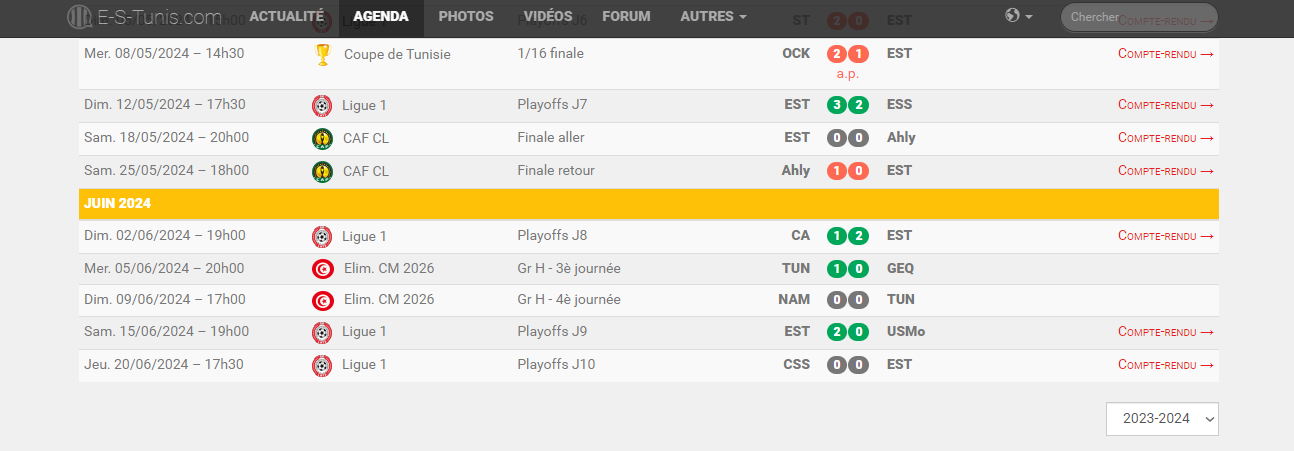 E-S-Tunis.com ACTUALITÉ AGENDA PHOTOS VIDÉOS FORUM AUTRES Chercher
Ligue 1 Playoffs J6 ST 2 0 EST Compte-rendu →
Mer. 08/05/2024 – 14h30 Coupe de Tunisie 1/16 finale OCK 2 1 EST Compte-rendu →
a.p.
Dim. 12/05/2024 – 17h30 Ligue 1 Playoffs J7 EST 3 2 ESS Compte-rendu →
Sam. 18/05/2024 – 20h00 CAF CL Finale aller EST 0 0 Ahly Compte-rendu →
Sam. 25/05/2024 – 18h00 CAF CL Finale retour Ahly 1 0 EST Compte-rendu →
JUIN 2024
Dim. 02/06/2024 – 19h00 Ligue 1 Playoffs J8 CA 1 2 EST Compte-rendu →
Mer. 05/06/2024 – 20h00 Elim. CM 2026 Gr H - 3è journée TUN 1 0 GEQ
Dim. 09/06/2024 – 17h00 Elim. CM 2026 Gr H - 4è journée NAM 0 0 TUN
Sam. 15/06/2024 – 19h00 Ligue 1 Playoffs J9 EST 2 0 USMo Compte-rendu →
Jeu. 20/06/2024 – 17h30 Ligue 1 Playoffs J10 CSS 0 0 EST Compte-rendu →
2023-2024